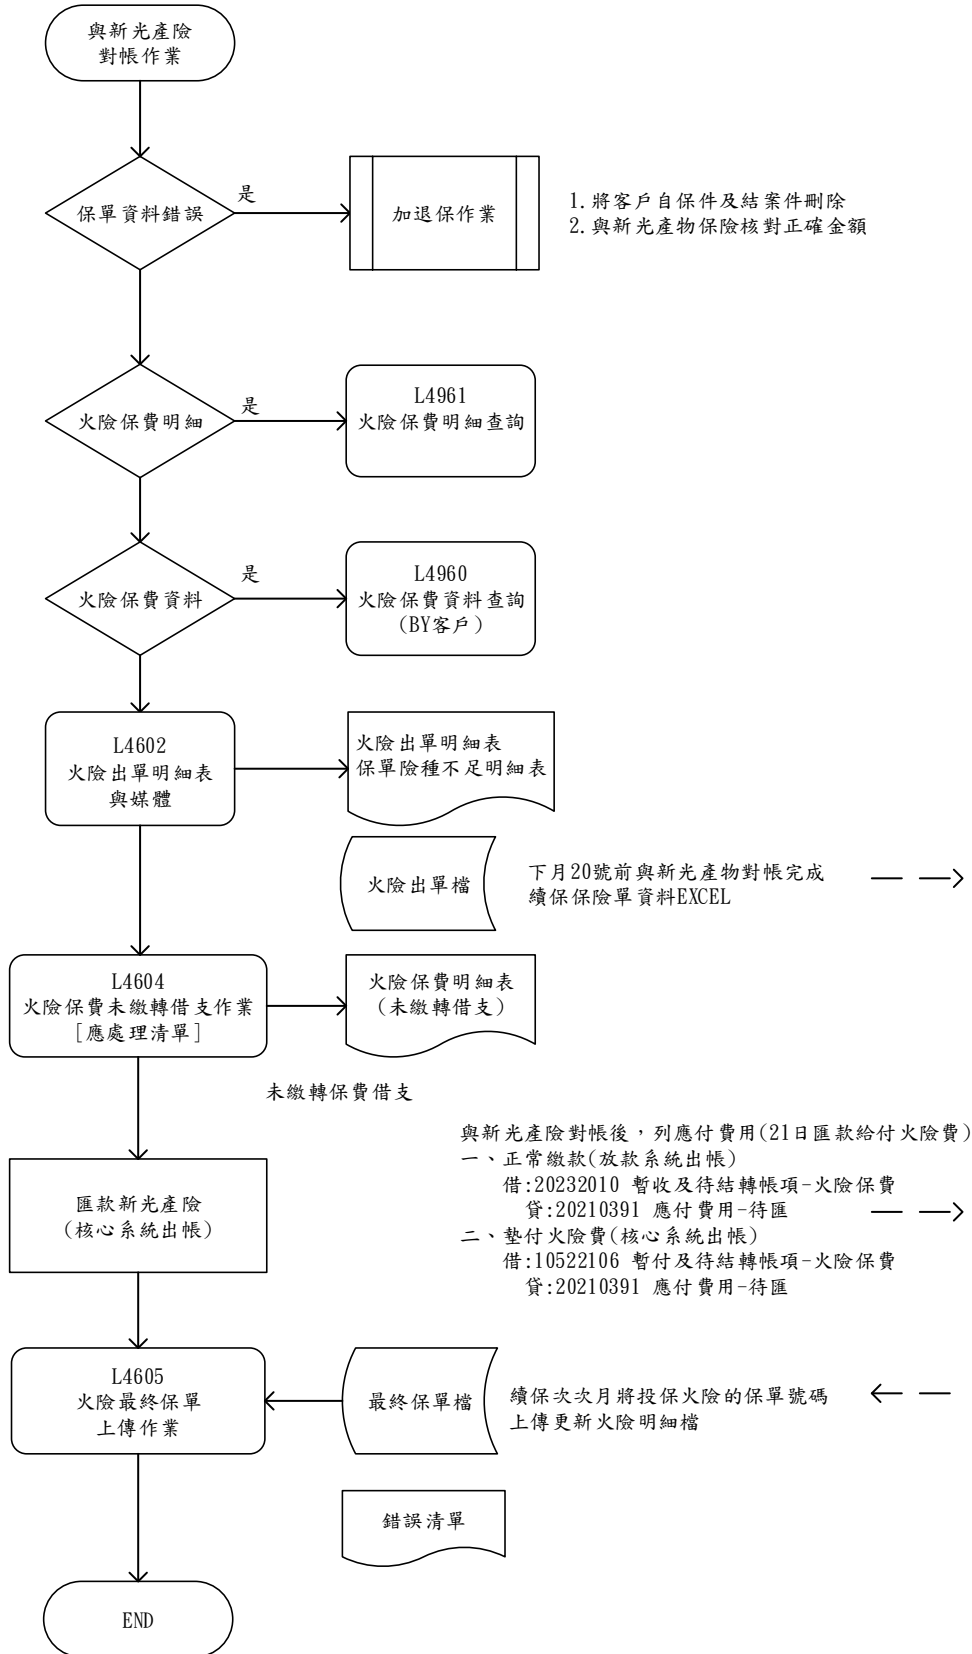 與新光產險
對帳作業
保單資料錯誤
是
加退保作業
1.將客戶自保件及結案件刪除
2.與新光產物保險核對正確金額
火險保費明細
是
L4961
火險保費明細查詢
火險保費資料
是
L4960
火險保費資料查詢
(BY客戶)
L4602
火險出單明細表
與媒體
火險出單明細表
保單險種不足明細表
火險出單檔
下月20號前與新光產物對帳完成
續保保險單資料EXCEL
L4604
火險保費未繳轉借支作業
[應處理清單]
火險保費明細表
(未繳轉借支)
未繳轉保費借支
與新光產險對帳後,列應付費用(21日匯款給付火險費)
一、正常繳款(放款系統出帳)
借:20232010 暫收及待結轉帳項-火險保費
貸:20210391 應付費用-待匯
二、墊付火險費(核心系統出帳)
借:10522106 暫付及待結轉帳項-火險保費
貸:20210391 應付費用-待匯
匯款新光產險
(核心系統出帳)
L4605
火險最終保單
上傳作業
最終保單檔
續保次次月將投保火險的保單號碼
上傳更新火險明細檔
錯誤清單
END